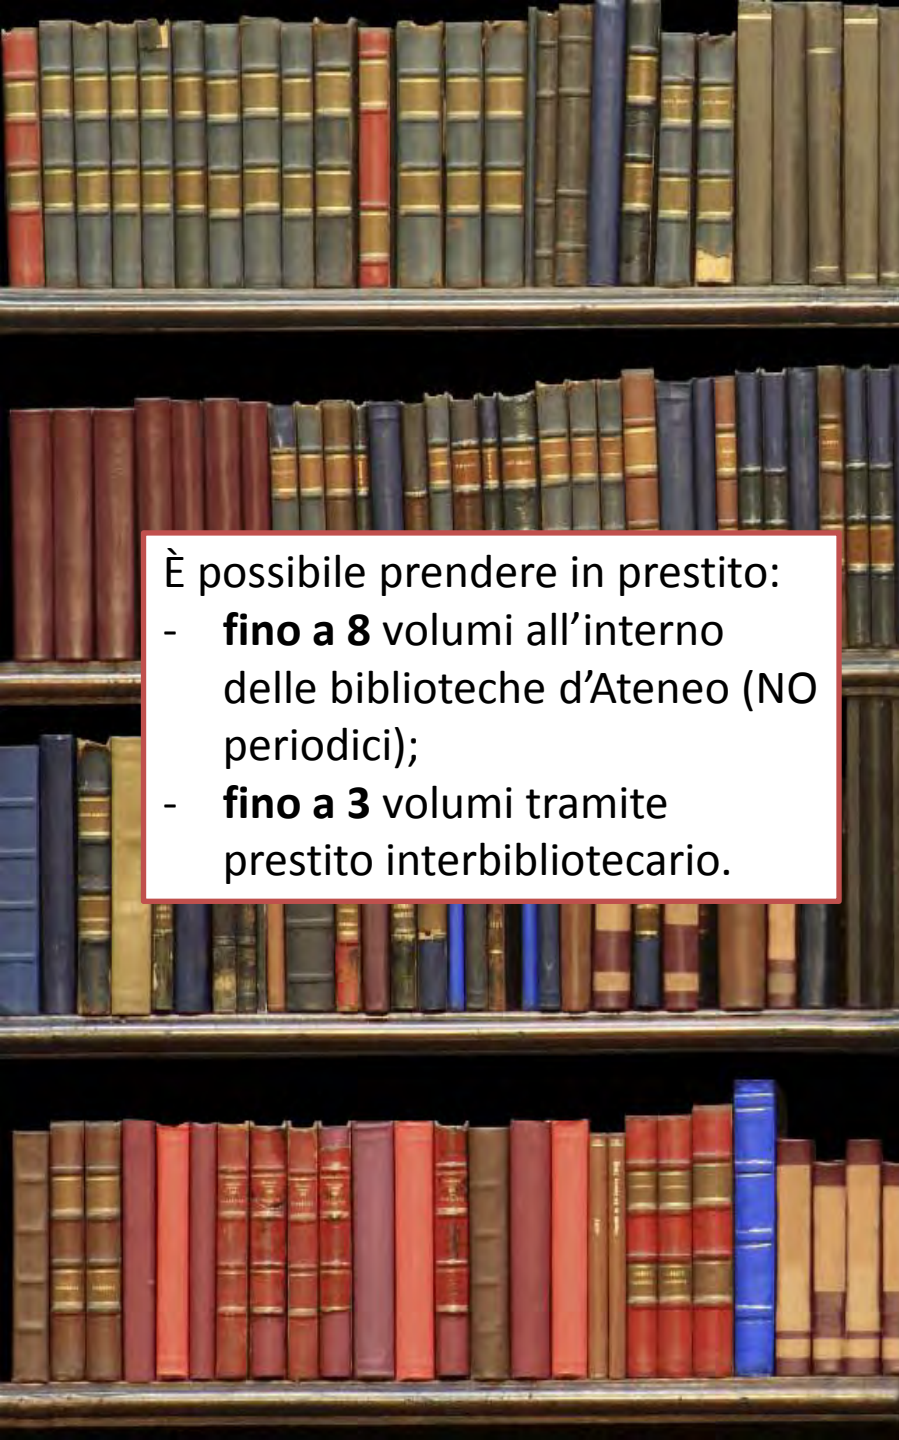 È possibile prendere in prestito:
- fino a 8 volumi all’interno
delle biblioteche d’Ateneo (NO
periodici);
- fino a 3 volumi tramite
prestito interbibliotecario.